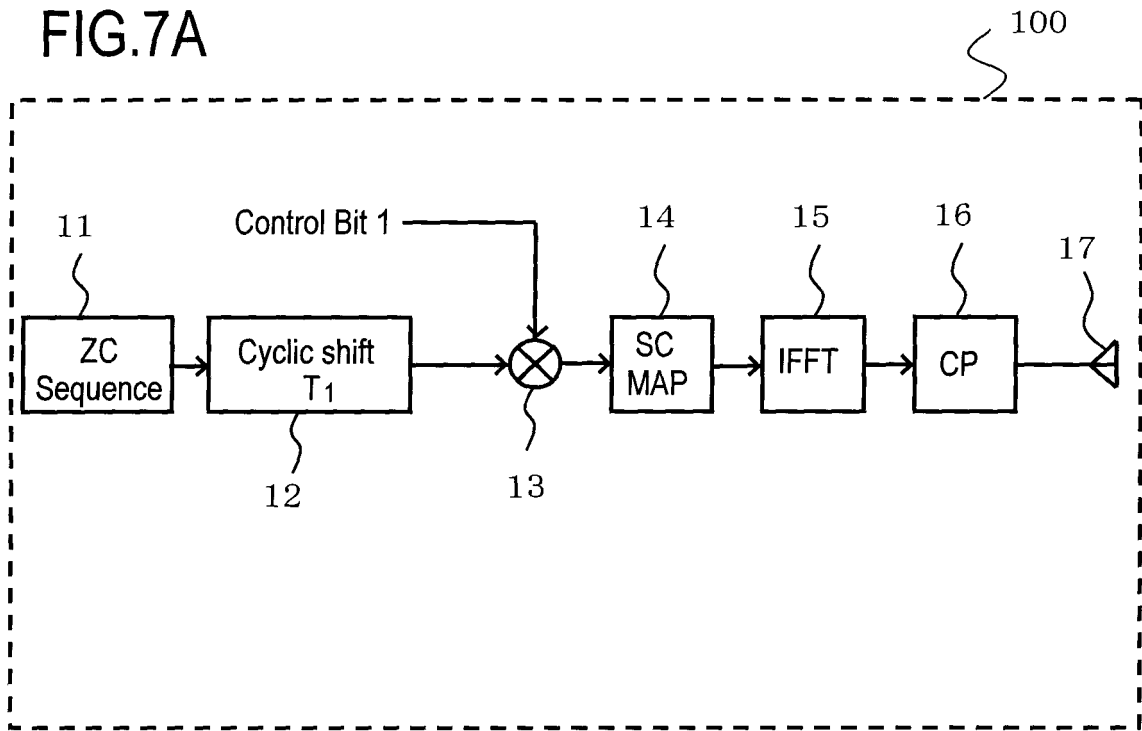 FIG.7A
100
11
Control Bit 1
14
15
16
17
ZC
Sequence
Cyclic shift
T1
SC
MAP
IFFT
CP
12
13